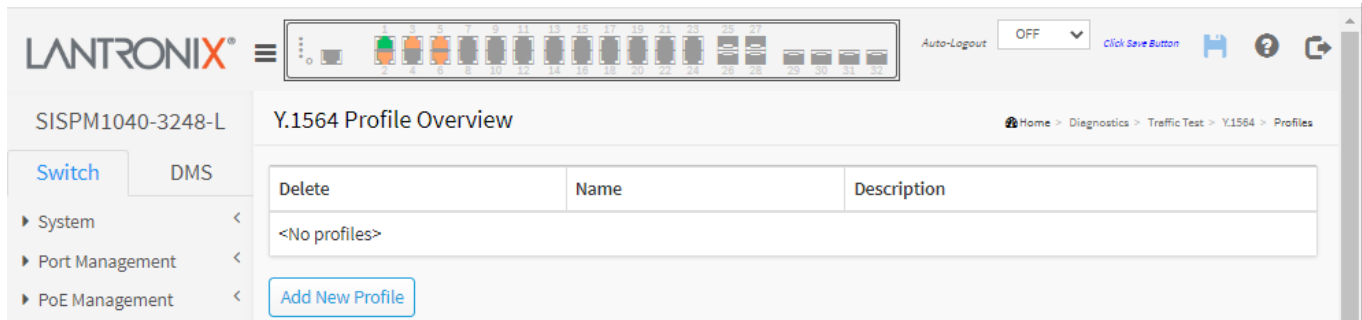 LANTRONIX®
1 3 5 7 9 11 13 15 17 19 21 23 25 27
2 4 6 8 10 12 14 16 18 20 22 24 26 28 29 30 31 32
Auto-Logout OFF Click Save Button
SISPM1040-3248-L
Y.1564 Profile Overview
Home > Diagnostics > Traffic Test > Y.1564 > Profiles
Switch DMS
Delete Name Description
System
<No profiles>
Port Management
PoE Management
Add New Profile